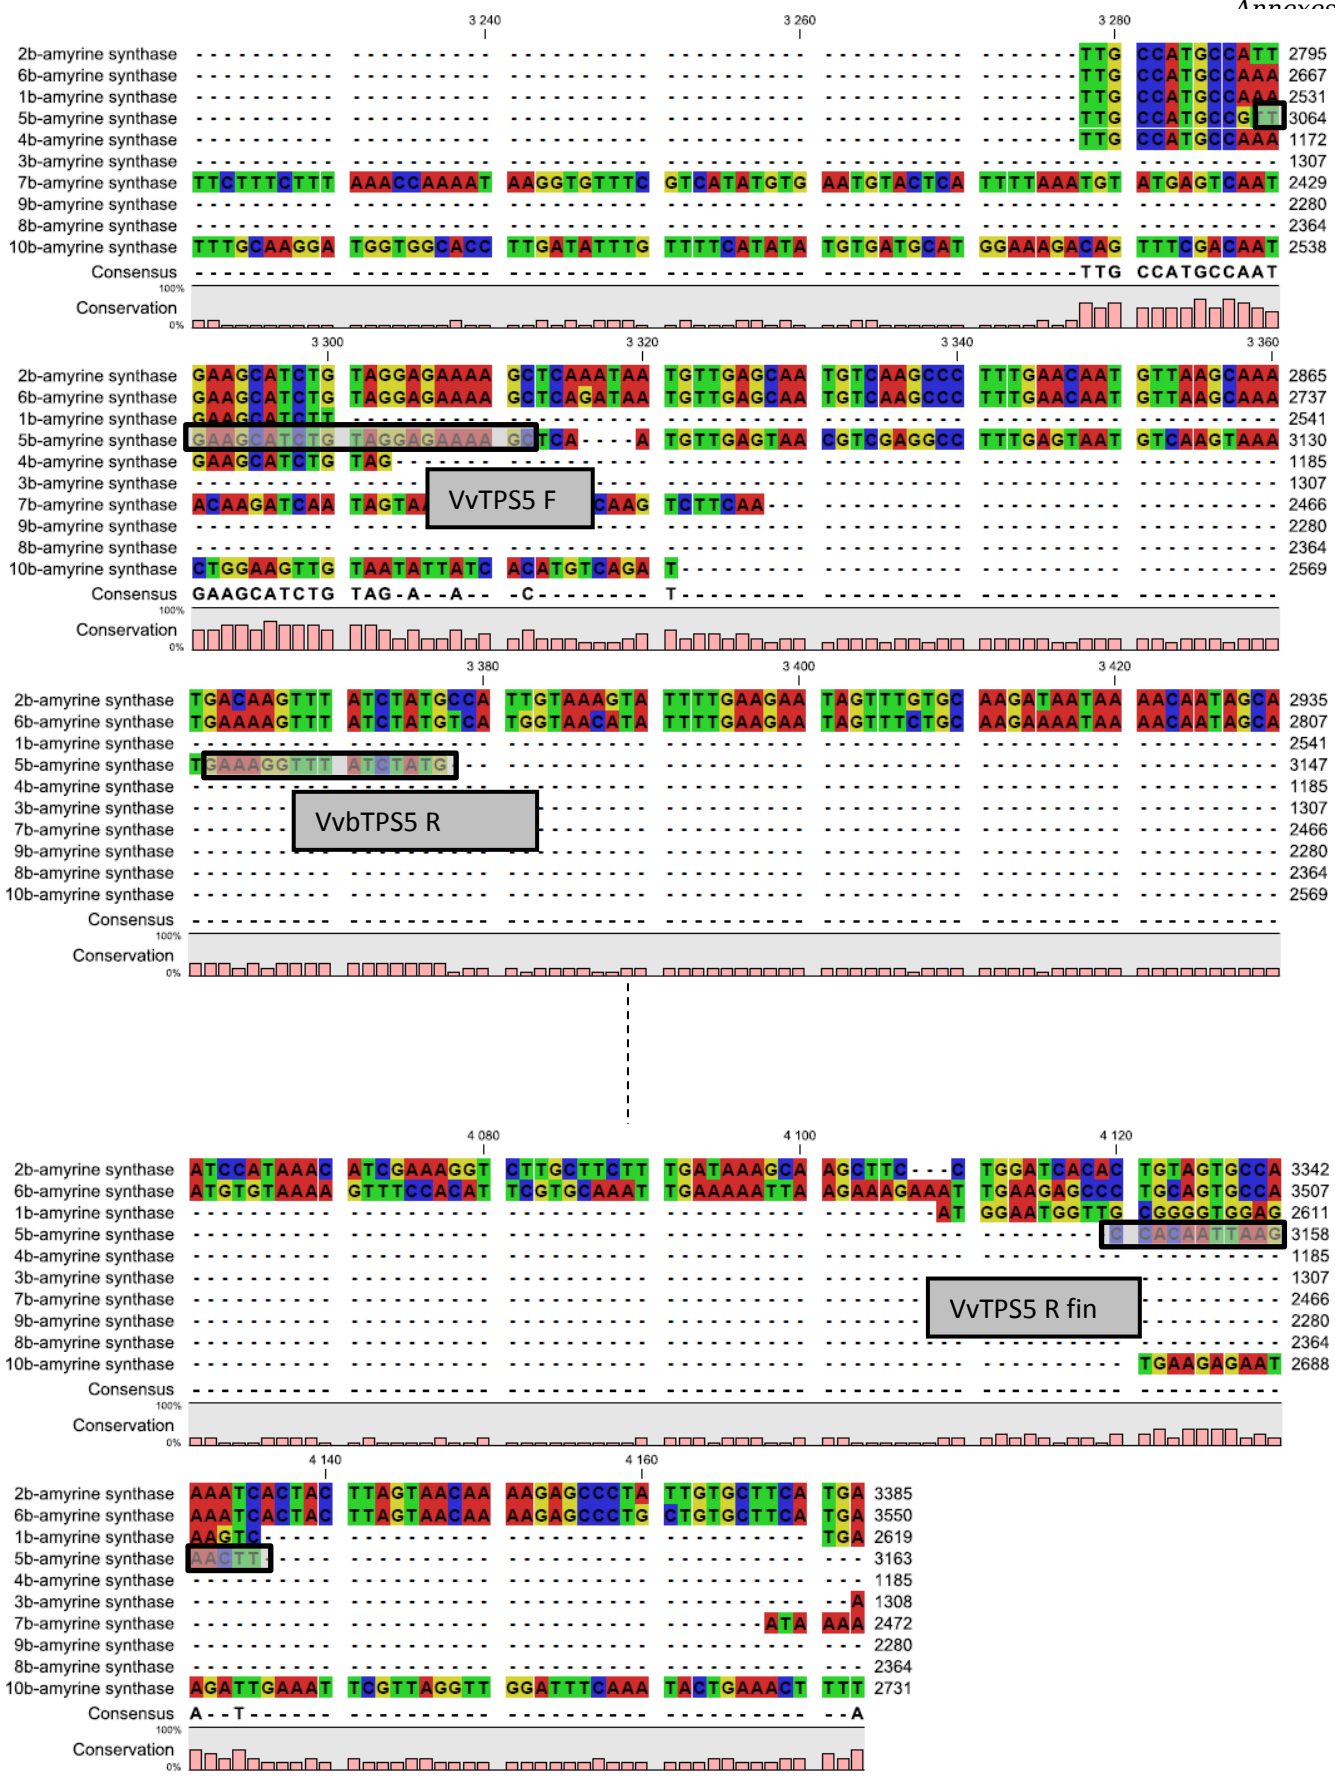 Annexes
3 240 3 260 3 280
2b-amyrine synthase - - - - - - - - - - - - - - - - - - - - - - - - - - - - - - - - - - - - - - - - - - - - - - - - - - - - - - - - - TTG CCATGCCATT 2795
6b-amyrine synthase - - - - - - - - - - - - - - - - - - - - - - - - - - - - - - - - - - - - - - - - - - - - - - - - - - - - - - - - - TTG CCATGCCAAA 2667
1b-amyrine synthase - - - - - - - - - - - - - - - - - - - - - - - - - - - - - - - - - - - - - - - - - - - - - - - - - - - - - - - - - TTG CCATGCCAAA 2531
5b-amyrine synthase - - - - - - - - - - - - - - - - - - - - - - - - - - - - - - - - - - - - - - - - - - - - - - - - - - - - - - - - - TTG CCATGCCGTT 3064
4b-amyrine synthase - - - - - - - - - - - - - - - - - - - - - - - - - - - - - - - - - - - - - - - - - - - - - - - - - - - - - - - - - TTG CCATGCCAAA 1172
3b-amyrine synthase - - - - - - - - - - 1307
7b-amyrine synthase TTCTTTCTTT AAACCAAAAT AAGGTGTTTC GTCATATGTG AATGTACTCA TTTTAAATGT ATGAGTCAAT 2429
9b-amyrine synthase - - - - - - - - - - 2280
8b-amyrine synthase - - - - - - - - - - 2364
10b-amyrine synthase TTTGCAAGGA TGGTGGCACC TTGATATTTG TTTTCATATA TGTGATGCAT GGAAAGACAG TTTCGACAAT 2538
Consensus - - - - - - - - - - TTG CCATGCCAAT
100%
Conservation
0%
3 300 3 320 3 340 3 360
2b-amyrine synthase GAAGCATCTG TAGGAGAAAA GCTCAAATAA TGTTGAGCAA TGTCAAGCCC TTTGAACAAT GTTAAGCAAA 2865
6b-amyrine synthase GAAGCATCTG TAGGAGAAAA GCTCAGATAA TGTTGAGCAA TGTCAAGCCC TTTGAACAAT GTTAAGCAAA 2737
1b-amyrine synthase GAAGCATCTT - - - - - - - - - - 2541
5b-amyrine synthase GAAGCATCTG TAGGAGAAAA GCTCA - - - - A TGTTGAGTAA CGTCGAGGCC TTTGAGTAAT GTCAAGTAAA 3130
4b-amyrine synthase GAAGCATCTG TAG - - - - - - - 1185
3b-amyrine synthase - - - - - - - - - - 1307
VvTPS5 F
7b-amyrine synthase ACAAGATCAA TAGTAA CAAG TCTTCAA - - - 2466
9b-amyrine synthase - - - - - - - - - - 2280
8b-amyrine synthase - - - - - - - - - - 2364
10b-amyrine synthase CTGGAAGTTG TAATATTATC ACATGTCAGA T - - - - - - - - - 2569
Consensus GAAGCATCTG TAG - A - - A - - - C - - - - - - - - T - - - - - - - - -
100%
Conservation
0%
3 380 3 400 3 420
2b-amyrine synthase TGACAAGTTT ATCTATGCCA TTGTAAAGTA TTTTGAAGAA TAGTTTGTGC AAGATAATAA AACAATAGCA 2935
6b-amyrine synthase TGAAAAGTTT ATCTATGTCA TGGTAACATA TTTTGAAGAA TAGTTTCTGC AAGAAAATAA AACAATAGCA 2807
1b-amyrine synthase - - - - - - - - - - 2541
5b-amyrine synthase TGAAAGGTTT ATCTATG - - - 3147
4b-amyrine synthase - - - - - - - - - - 1185
3b-amyrine synthase - - - - - - - - - - 1307
VvbTPS5 R
7b-amyrine synthase - - - - - - - - - - 2466
9b-amyrine synthase - - - - - - - - - - 2280
8b-amyrine synthase - - - - - - - - - - 2364
10b-amyrine synthase - - - - - - - - - - 2569
Consensus - - - - - - - - - -
100%
Conservation
0%
4 080 4 100 4 120
2b-amyrine synthase ATCCATAAAC ATCGAAAGGT CTTGCTTCTT TGATAAAGCA AGCTTC - - - C TGGATCACAC TGTAGTGCCA 3342
6b-amyrine synthase ATGTGTAAAA GTTTCCACAT TCGTGCAAAT TGAAAAATTA AGAAAGAAAT TGAAGAGCCC TGCAGTGCCA 3507
1b-amyrine synthase - - - - - - - - AT GGAATGGTTG CGGGGTGGAG 2611
5b-amyrine synthase - - - - - - - - - C CACAATTAAG 3158
4b-amyrine synthase - - - - - - - - - - 1185
3b-amyrine synthase - - - - - - - - - - 1307
VvTPS5 R fin
7b-amyrine synthase - - - - - - - - - - 2466
9b-amyrine synthase - - - - - - - - - - 2280
8b-amyrine synthase - - - - - - - - - - 2364
10b-amyrine synthase - - - - - - - - - - TGAAGAGAAT 2688
Consensus - - - - - - - - - -
100%
Conservation
0%
4 140 4 160
2b-amyrine synthase AAATCACTAC TTAGTAACAA AAGAGCCCTA TTGTGCTTCA TGA 3385
6b-amyrine synthase AAATCACTAC TTAGTAACAA AAGAGCCCTG CTGTGCTTCA TGA 3550
1b-amyrine synthase AAGTC - - - - - TGA 2619
5b-amyrine synthase AACTT - - - - - 3163
4b-amyrine synthase - - - - - - - - - - 1185
3b-amyrine synthase - - - - - - - - - - - - A 1308
7b-amyrine synthase - - - - - - - ATA AAA 2472
9b-amyrine synthase - - - - - - - - - - 2280
8b-amyrine synthase - - - - - - - - - - 2364
10b-amyrine synthase AGATTGAAAT TCGTTAGGTT GGATTTCAAA TACTGAAACT TTT 2731
Consensus A - - T - - - - - - - - A
100%
Conservation
0%